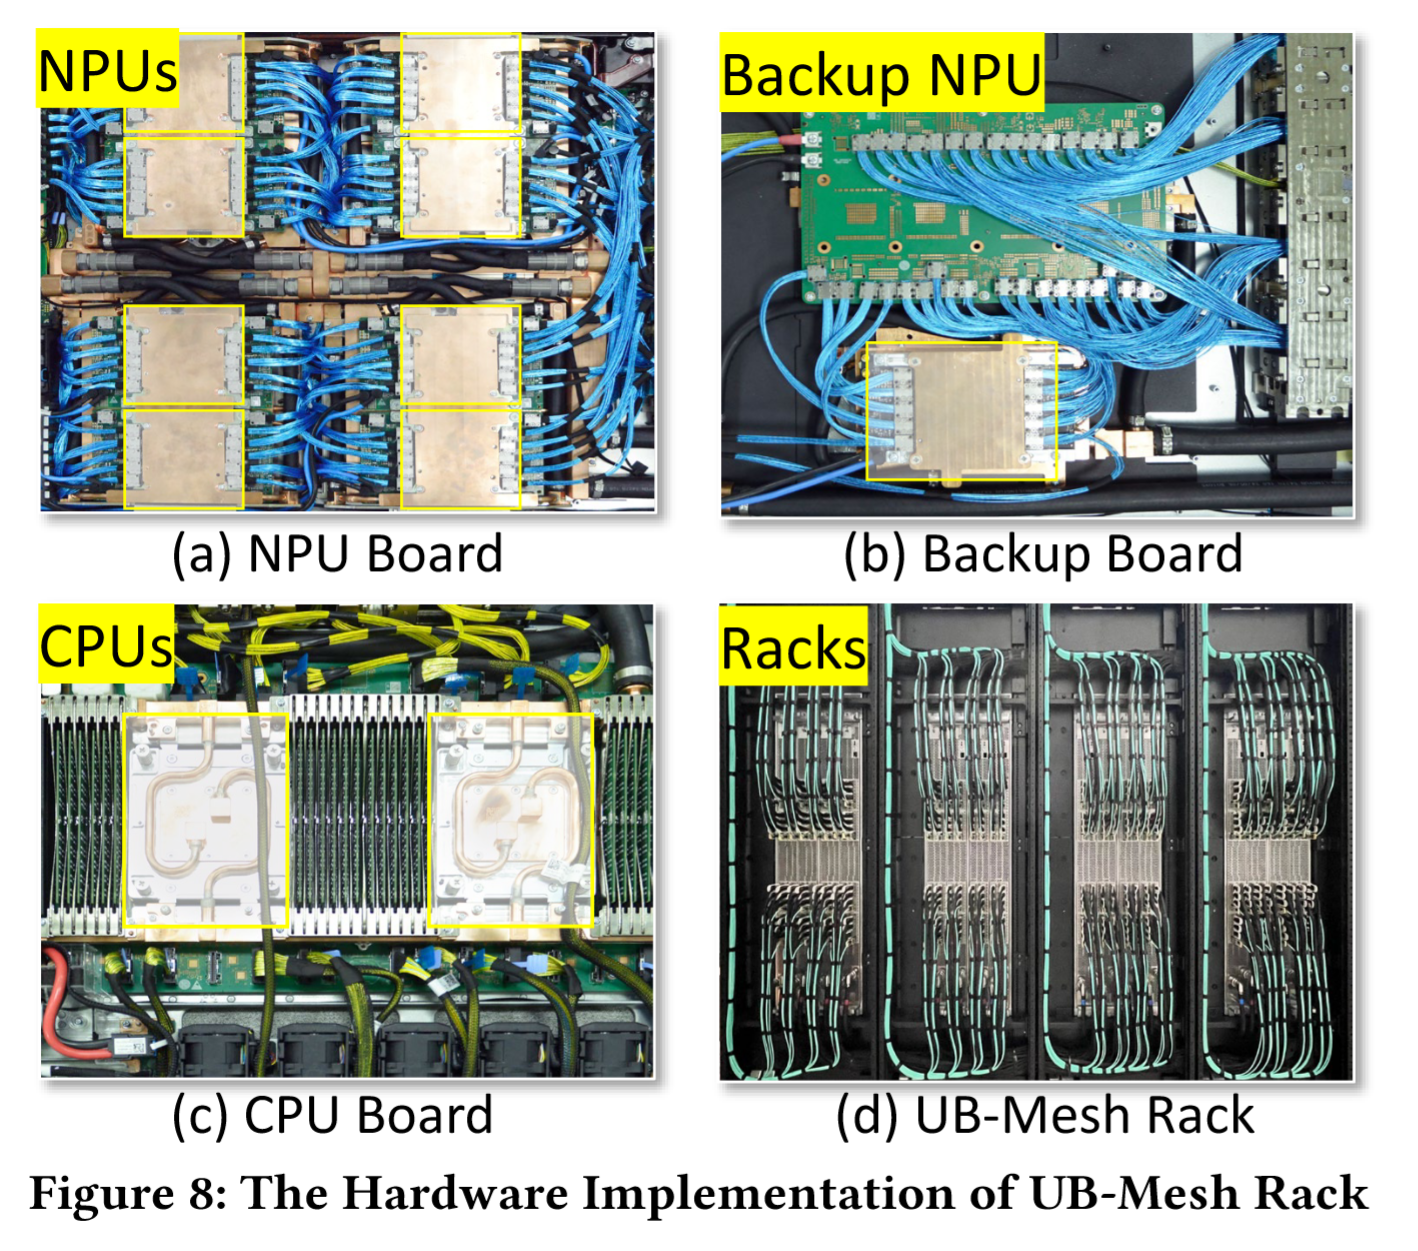 NPUs
Backup NPU
(a) NPU Board
(b) Backup Board
CPUs
Racks
(c) CPU Board
(d) UB-Mesh Rack
Figure 8: The Hardware Implementation of UB-Mesh Rack